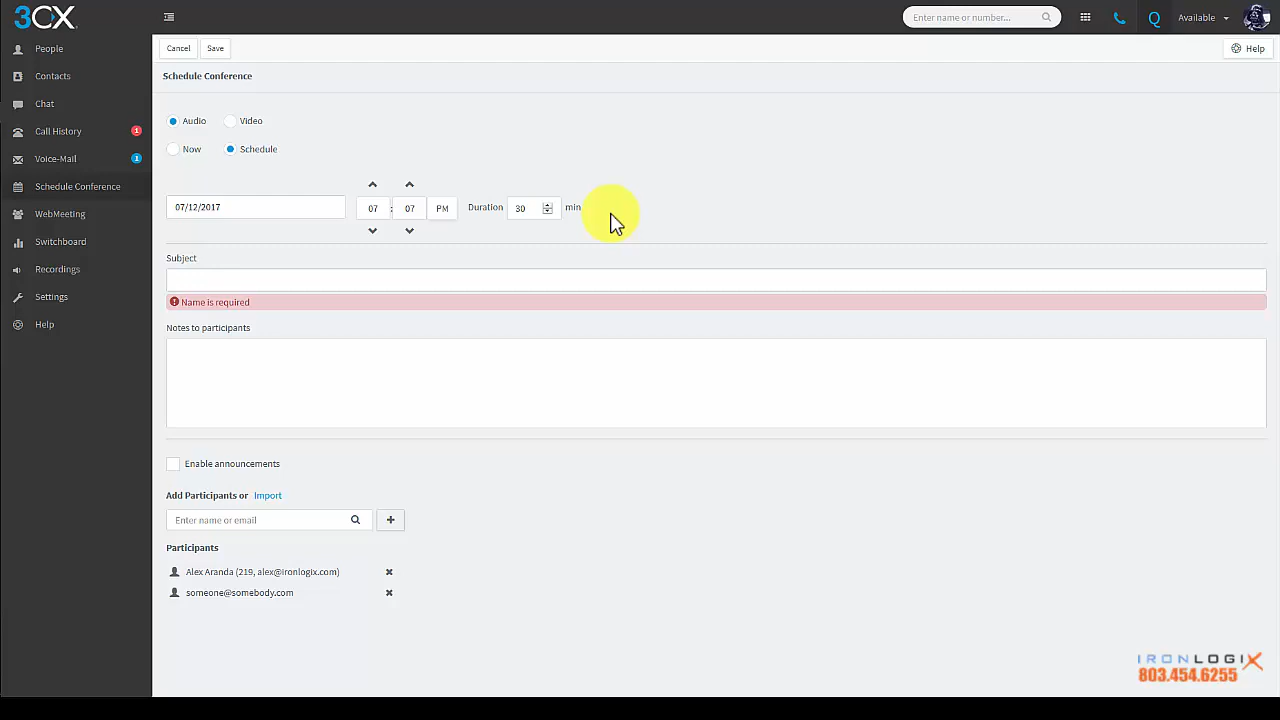 3CX
Enter name or number...
Q
Available
People
Contacts
Chat
Call History 1
Voice-Mail 1
Schedule Conference
WebMeeting
Switchboard
Recordings
Settings
Help
Cancel Save
Help
Schedule Conference
Audio Video
Now Schedule
07/12/2017 07 : 07 PM Duration 30 min
Subject
Name is required
Notes to participants
Enable announcements
Add Participants or Import
Enter name or email
Participants
Alex Aranda (219, alex@ironlogix.com)
someone@somebody.com
IRONLOGIX
803.454.6255